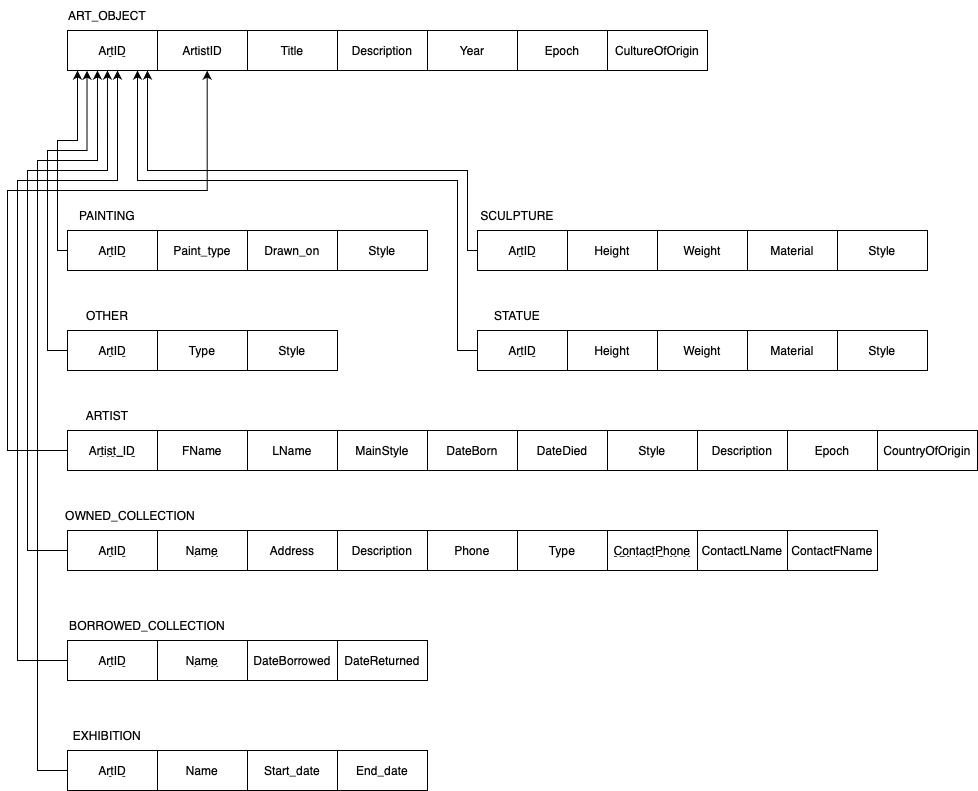 ART_OBJECT
ArtID ArtistID Title Description Year Epoch CultureOfOrigin
PAINTING SCULPTURE
ArtID Paint_type Drawn_on Style ArtID Height Weight Material Style
OTHER STATUE
ArtID Type Style ArtID Height Weight Material Style
ARTIST
Artist_ID FName LName MainStyle DateBorn DateDied Style Description Epoch CountryOfOrigin
OWNED_COLLECTION
ArtID Name Address Description Phone Type ContactPhone ContactLName ContactFName
BORROWED_COLLECTION
ArtID Name DateBorrowed DateReturned
EXHIBITION
ArtID Name Start_date End_date